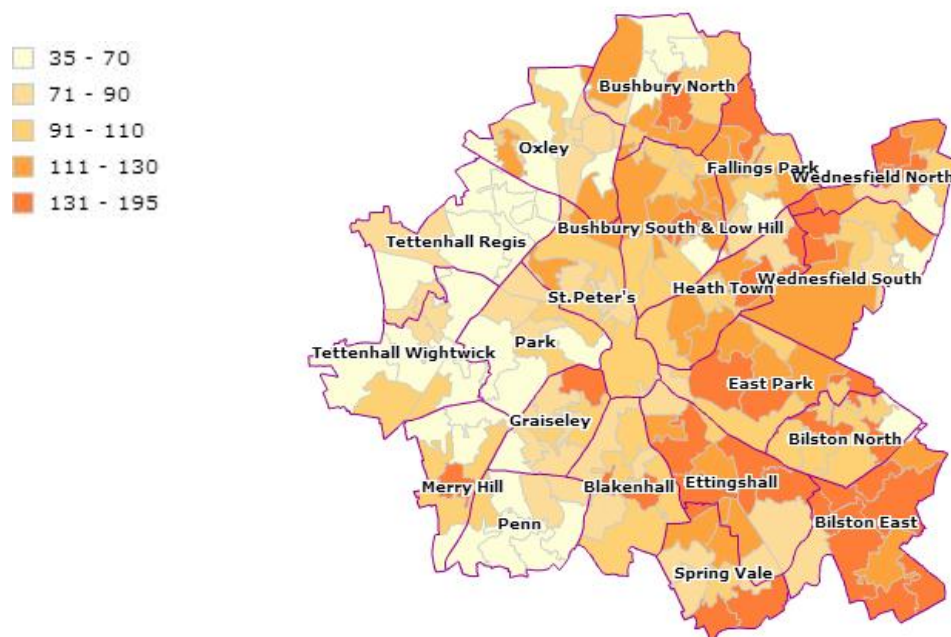 35 - 70
71 - 90
91 - 110
111 - 130
131 - 195
Bushbury North
Oxley
Fallings Park
Wednesfield North
Bushbury South & Low Hill
Tettenhall Regis
Wednesfield South
Heath Town
St.Peter's
Park
Tettenhall Wightwick
East Park
Graiseley
Bilston North
Merry Hill
Blakenhall
Ettingshall
Penn
Bilston East
Spring Vale